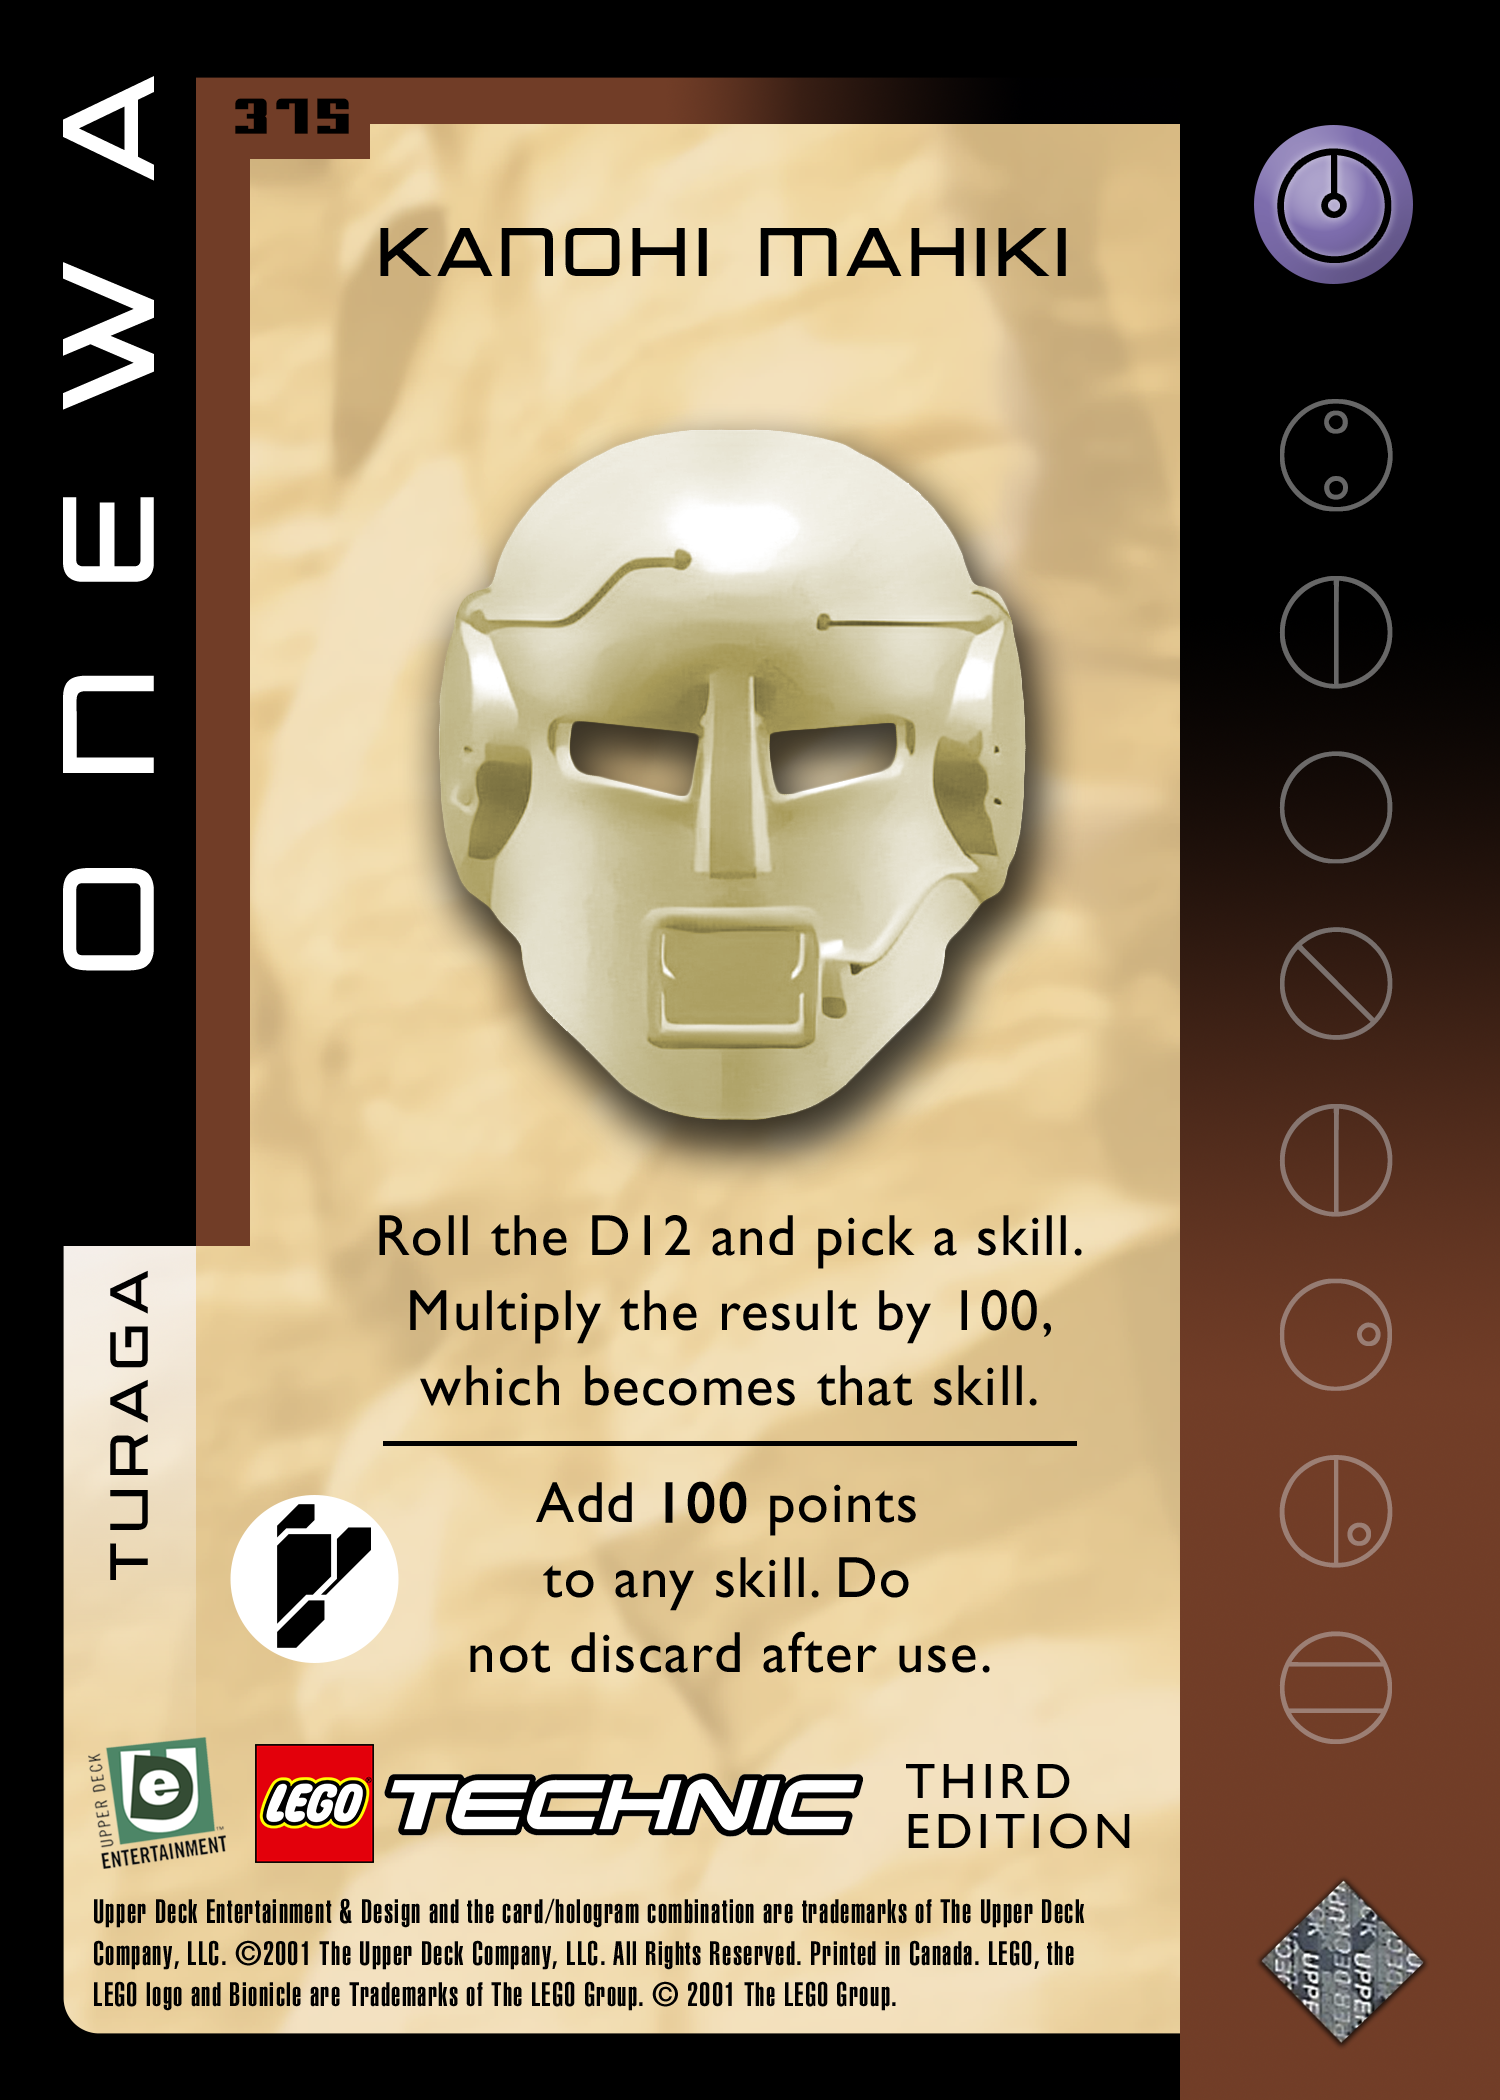 375
ONEWA
KANOHI MAHIKI
Roll the D12 and pick a skill.
Multiply the result by 100,
which becomes that skill.
Add 100 points
to any skill. Do
not discard after use.
TURAGA
UPPER DECK
e
ENTERTAINMENT
LEGO TECHNIC
THIRD
EDITION
Upper Deck Entertainment & Design and the card/hologram combination are trademarks of The Upper Deck
Company, LLC. ©2001 The Upper Deck Company, LLC. All Rights Reserved. Printed in Canada. LEGO, the
LEGO logo and Bionicle are Trademarks of The LEGO Group. © 2001 The LEGO Group.